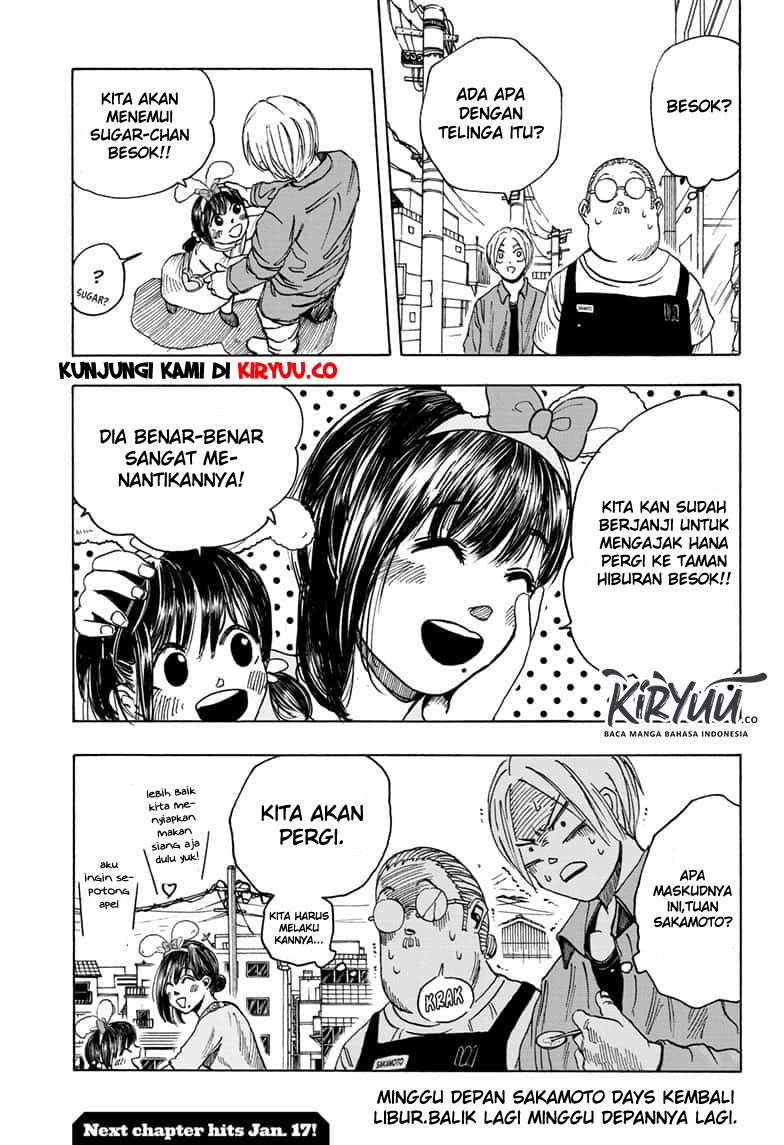 KITA AKAN
MENEMUI
SUGAR-CHAN
BESOK!!
?
SUGAR?
ADA APA
DENGAN
TELINGA ITU?
BESOK?
SAKAMOTO
KUNJUNGI KAMI DI KIRYUU.CO
DIA BENAR-BENAR
SANGAT ME-
NANTIKANNYA!
KITA KAN SUDAH
BERJANJI UNTUK
MENGAJAK HANA
PERGI KE TAMAN
HIBURAN BESOK!!
KIRYUU.CO
BACA MANGA BAHASA INDONESIA
lebih baik
kita me-
nyiapkan
makan
siang aja
dulu yuk!
aku
ingin se-
potong
apel
KITA AKAN
PERGI.
KITA HARUS
MELAKU
KANNYA...
APA
MASKUDNYA
INI,TUAN
SAKAMOTO?
KRAK
SAKAMOTO
MINGGU DEPAN SAKAMOTO DAYS KEMBALI
LIBUR.BALIK LAGI MINGGU DEPANNYA LAGI.
Next chapter hits Jan. 17!